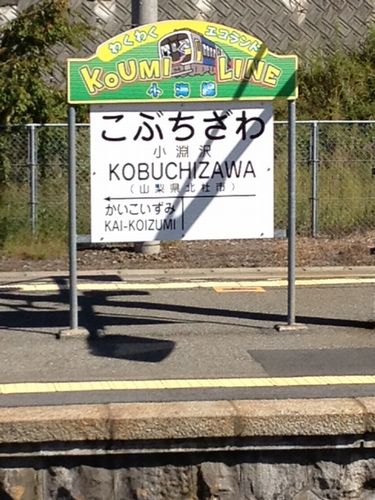 わくわく エコランド
KOUMI LINE
小海線
こぶちざわ
小淵沢
KOBUCHIZAWA
(山梨県北杜市)
かいこいずみ
KAI-KOIZUMI